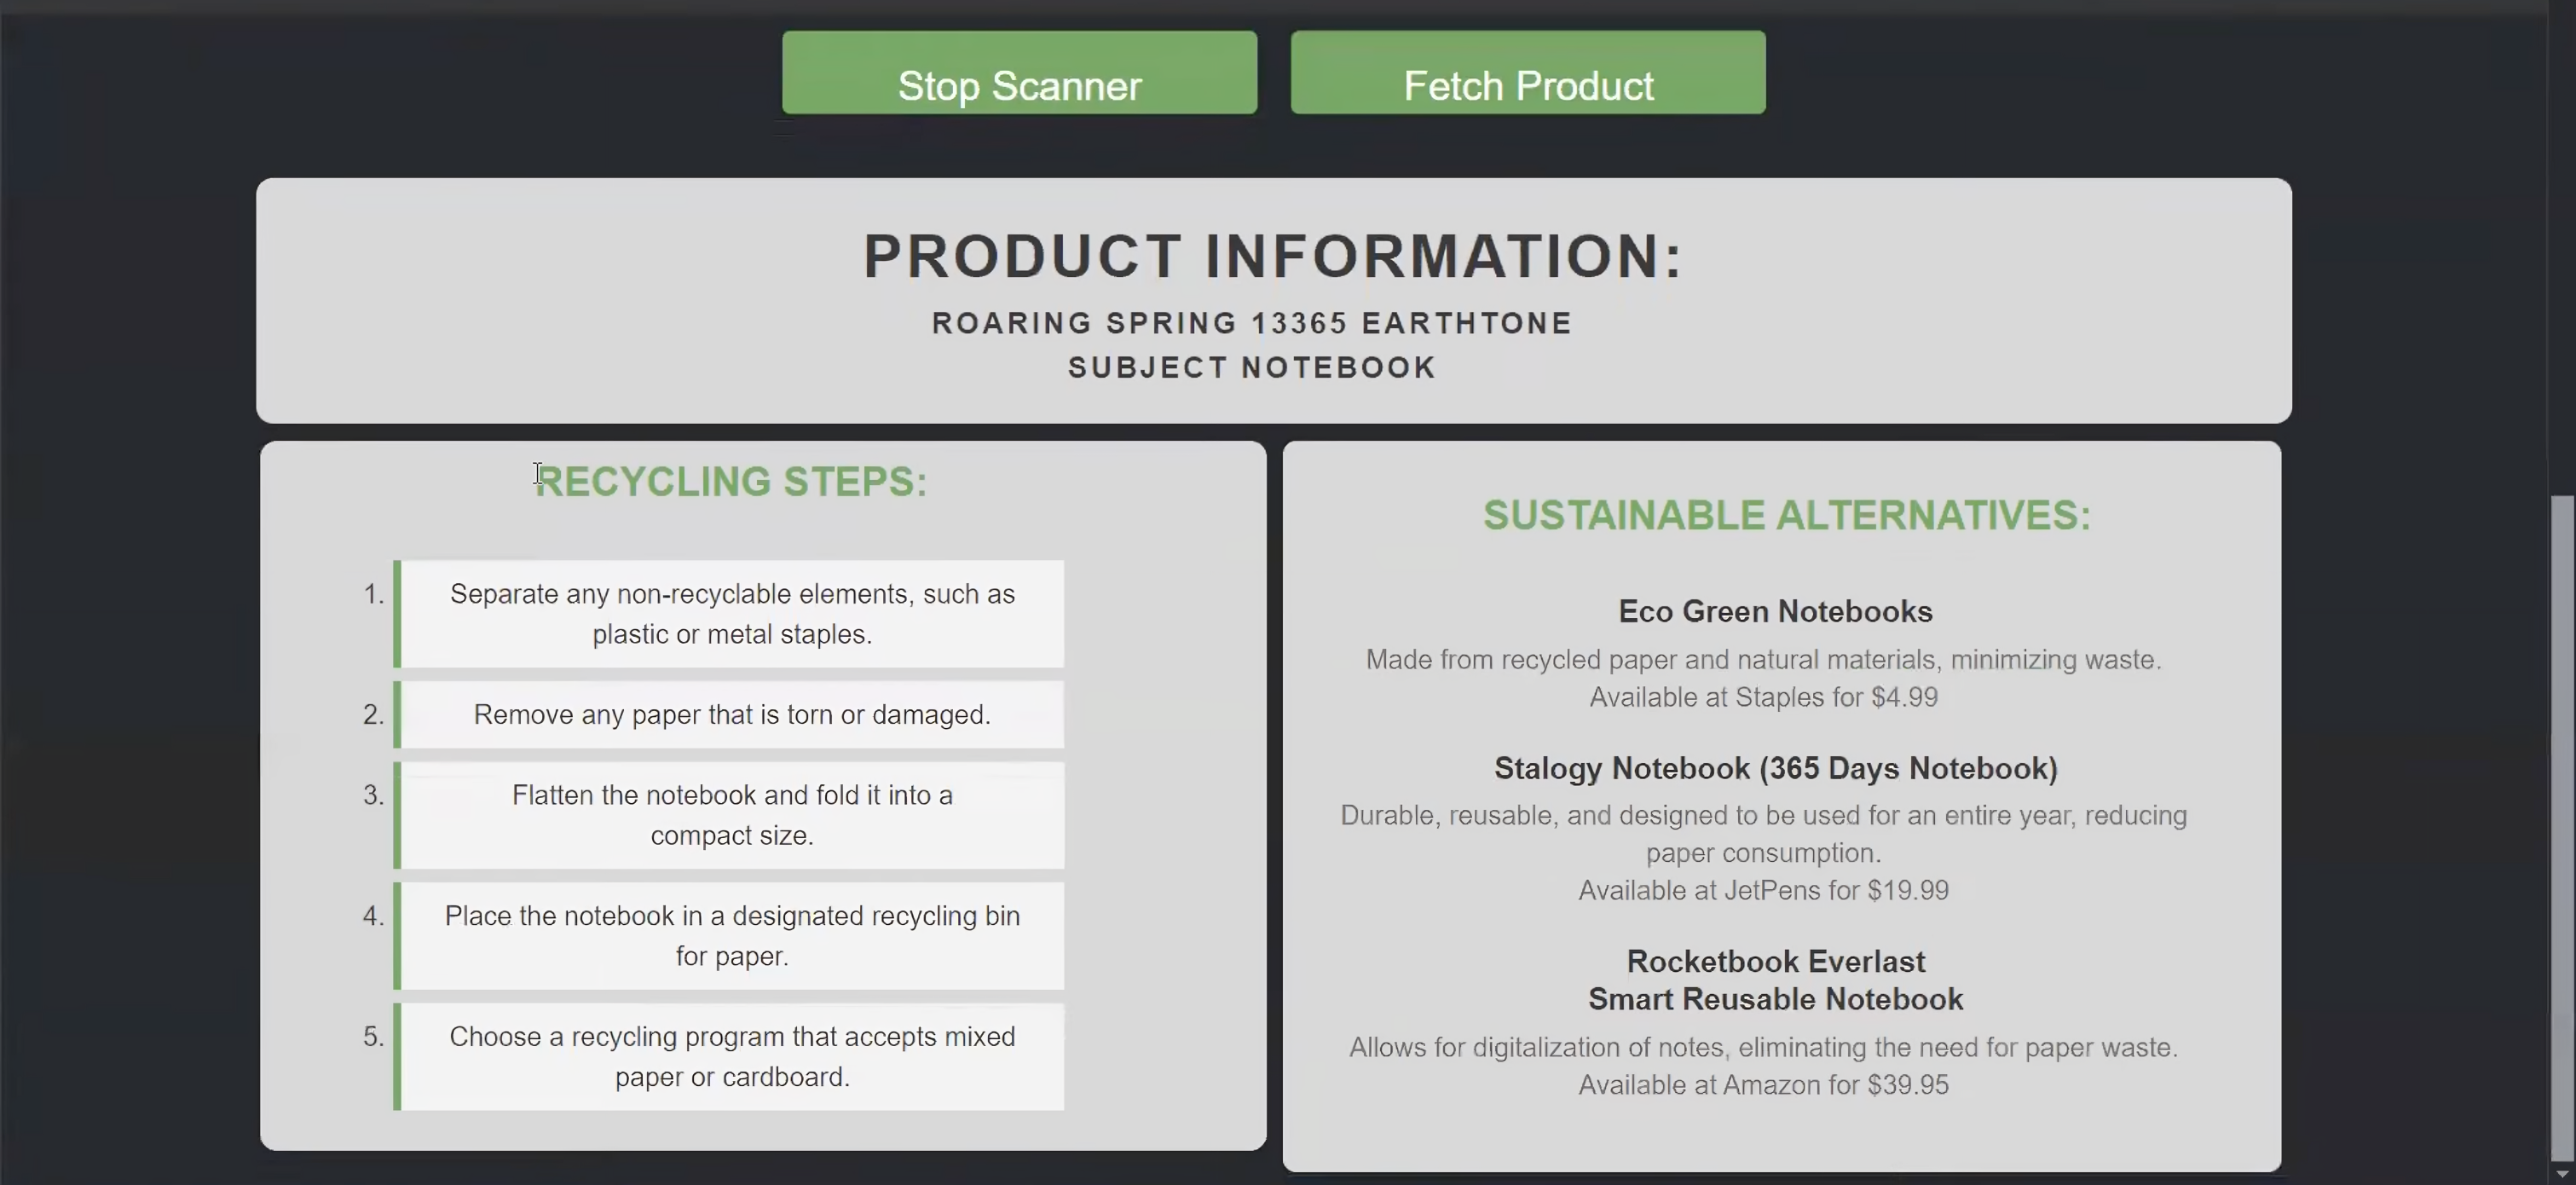 Stop Scanner
Fetch Product
PRODUCT INFORMATION:
ROARING SPRING 13365 EARTHTONE
SUBJECT NOTEBOOK
RECYCLING STEPS:
1. Separate any non-recyclable elements, such as
plastic or metal staples.
2. Remove any paper that is torn or damaged.
3. Flatten the notebook and fold it into a
compact size.
4. Place the notebook in a designated recycling bin
for paper.
5. Choose a recycling program that accepts mixed
paper or cardboard.
SUSTAINABLE ALTERNATIVES:
Eco Green Notebooks
Made from recycled paper and natural materials, minimizing waste.
Available at Staples for $4.99
Stalogy Notebook (365 Days Notebook)
Durable, reusable, and designed to be used for an entire year, reducing
paper consumption.
Available at JetPens for $19.99
Rocketbook Everlast
Smart Reusable Notebook
Allows for digitalization of notes, eliminating the need for paper waste.
Available at Amazon for $39.95